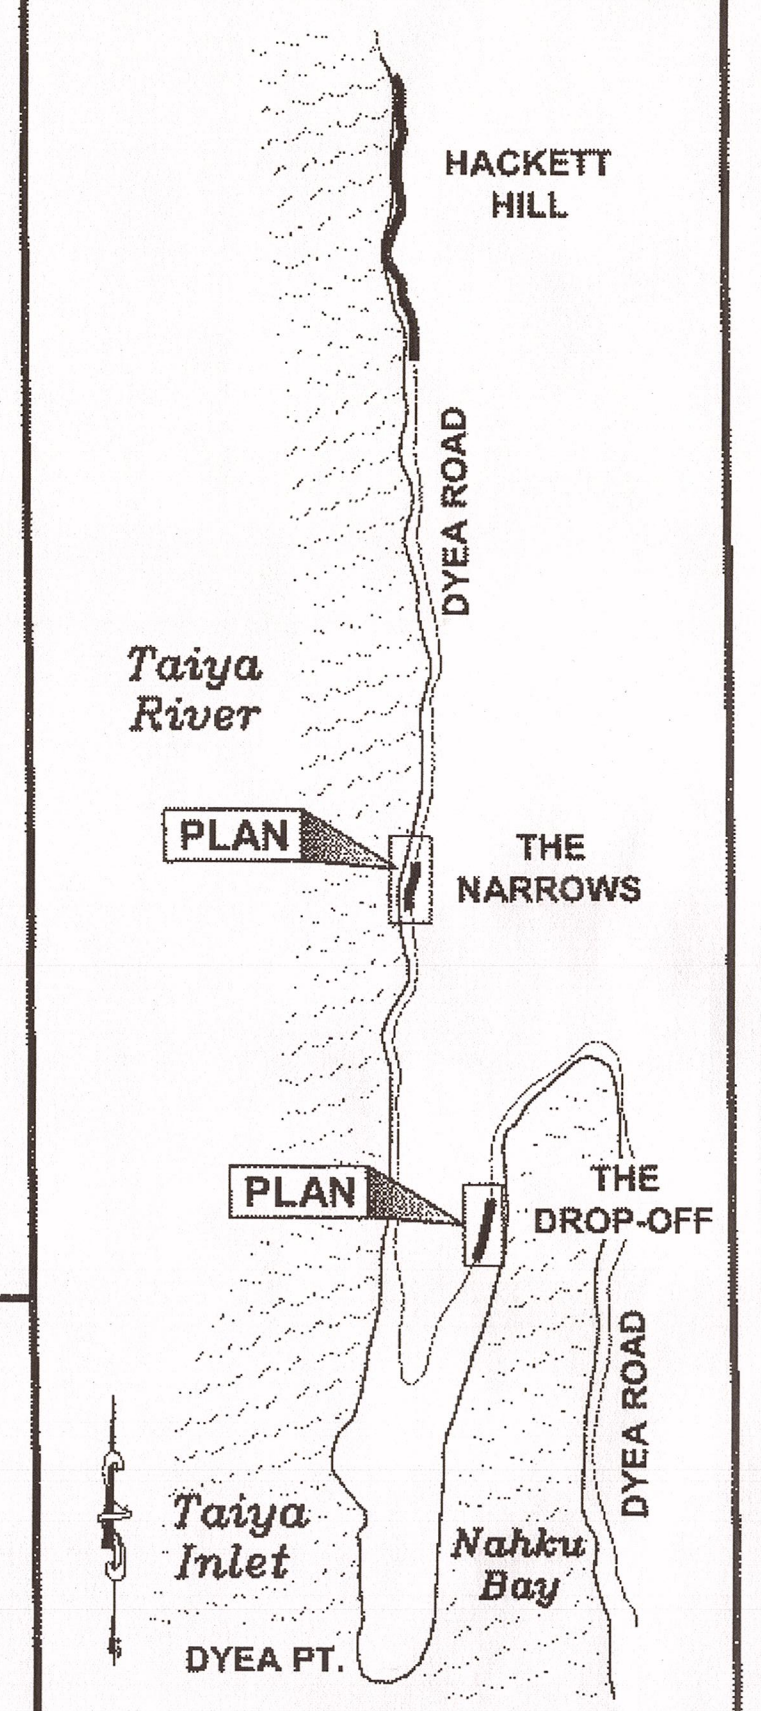 HACKETT
HILL
DYEA ROAD
Taiya
River
PLAN
THE
NARROWS
PLAN
THE
DROP-OFF
DYEA ROAD
Taiya
Inlet
Nahku
Bay
DYEA PT.